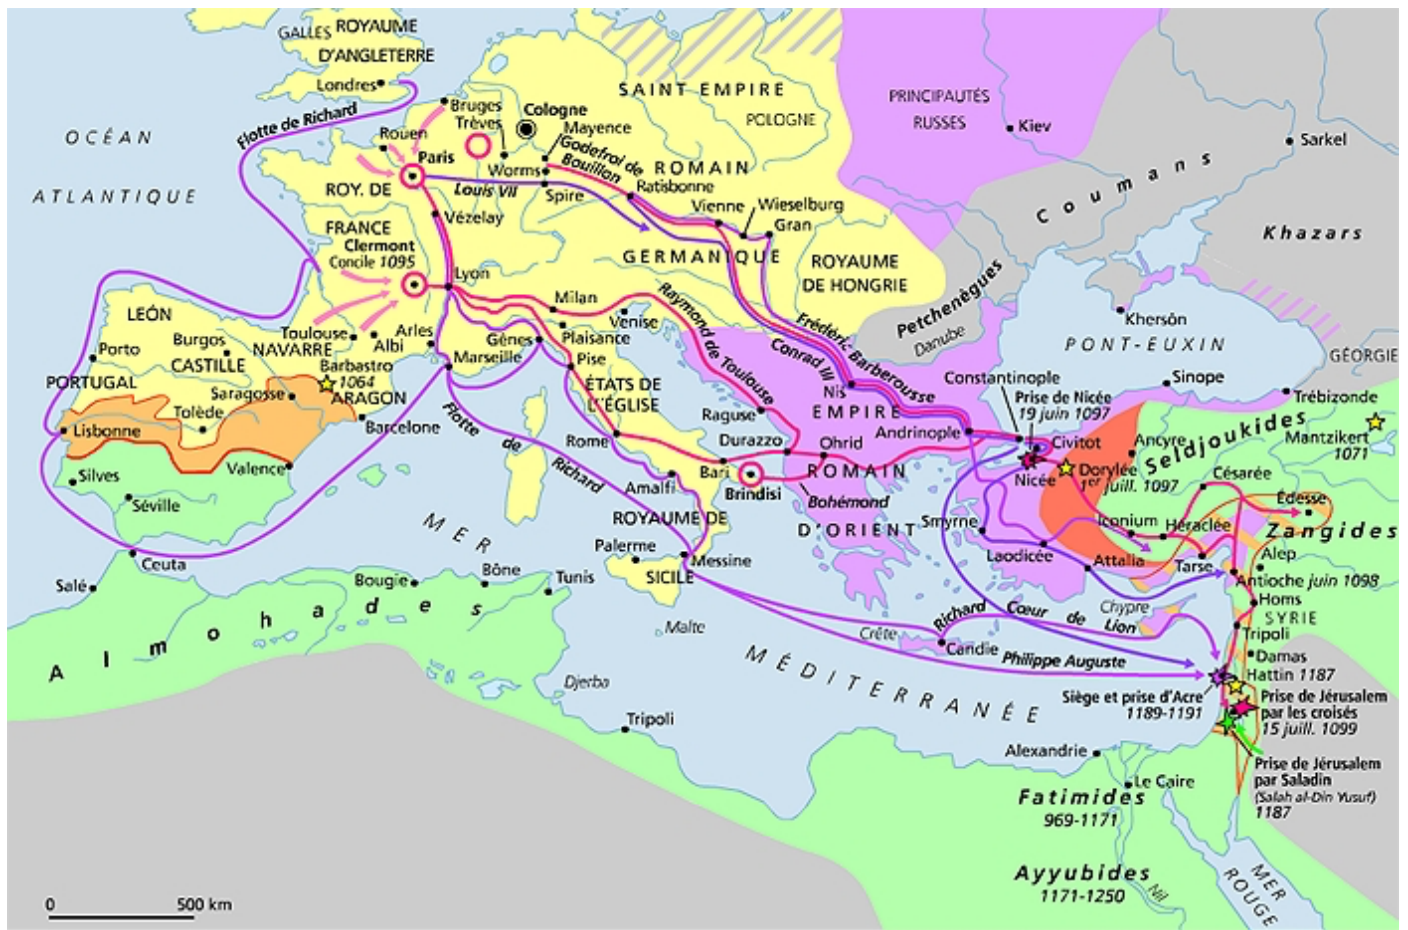 GALLES
ROYAUME
D'ANGLETERRE
Londres
Flotte de Richard
OCÉAN
ATLANTIQUE
Bruges
Trèves
Cologne
Mayence
Rouen
Paris
Worms
Spire
Godefroi de
Bouillon
Louis VII
ROY. DE
FRANCE
Vézelay
Clermont
Concile 1095
Lyon
SAINT EMPIRE
POLOGNE
ROMAIN
Ratisbonne
Vienne
Wieselburg
Gran
GERMANIQUE
ROYAUME
DE HONGRIE
PRINCIPAUTÉS
RUSSES
Kiev
Sarkel
Coumans
Khazars
Petchenègues
Danube
Khersôn
PONT-EUXIN
GÉORGIE
LEÓN
Burgos
CASTILLE
Porto
PORTUGAL
Toulouse
NAVARRE
Albi
Arles
Marseille
Barbastro
1064
ARAGON
Saragosse
Tolède
Lisbonne
Barcelone
Valence
Silves
Séville
Milan
Venise
Gênes
Plaisance
Pise
ÉTATS DE
L'ÉGLISE
Raymond de Toulouse
Frédéric Barberousse
Conrad III
Nis
EMPIRE
Raguse
Durazzo
Ohrid
Andrinople
ROMAIN
D'ORIENT
Rome
Bari
Brindisi
Bohémond
Amalfi
ROYAUME DE
SICILE
Palerme
Messine
Flotte de
Richard
Constantinople
Prise de Nicée
19 juin 1097
Civitot
Nicée
Dorylée
1er juill. 1097
Ancyre
Sinope
Trébizonde
Seldjoukides
Mantzikert
1071
Césarée
Édesse
Zangides
Smyrne
Laodicée
Iconium
Héraclée
Attalia
Tarse
Alep
Antioche juin 1098
Homs
SYRIE
Tripoli
Damas
Hattin 1187
Chypre
Crête
Candie
Richard Cœur de Lion
Philippe Auguste
Siège et prise d'Acre
1189-1191
Prise de Jérusalem
par les croisés
15 juill. 1099
Prise de Jérusalem
par Saladin
(Salah al-Din Yusuf)
1187
MER
MÉDITERRANÉE
Ceuta
Salé
Bougie
Bône
Tunis
Almohades
Malte
Djerba
Tripoli
Alexandrie
Le Caire
Fatimides
969-1171
Ayyubides
1171-1250
Nil
MER
ROUGE
0 500 km